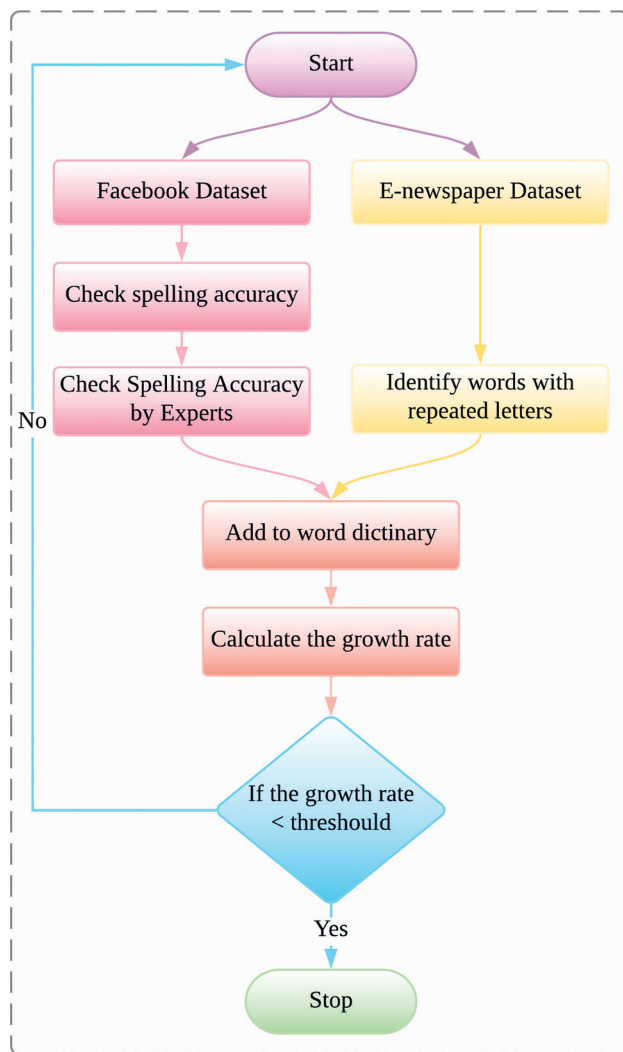 Start
Facebook Dataset
E-newspaper Dataset
Check spelling accuracy
Check Spelling Accuracy
by Experts
Identify words with
repeated letters
No
Add to word dictinary
Calculate the growth rate
If the growth rate
< threshould
Yes
Stop